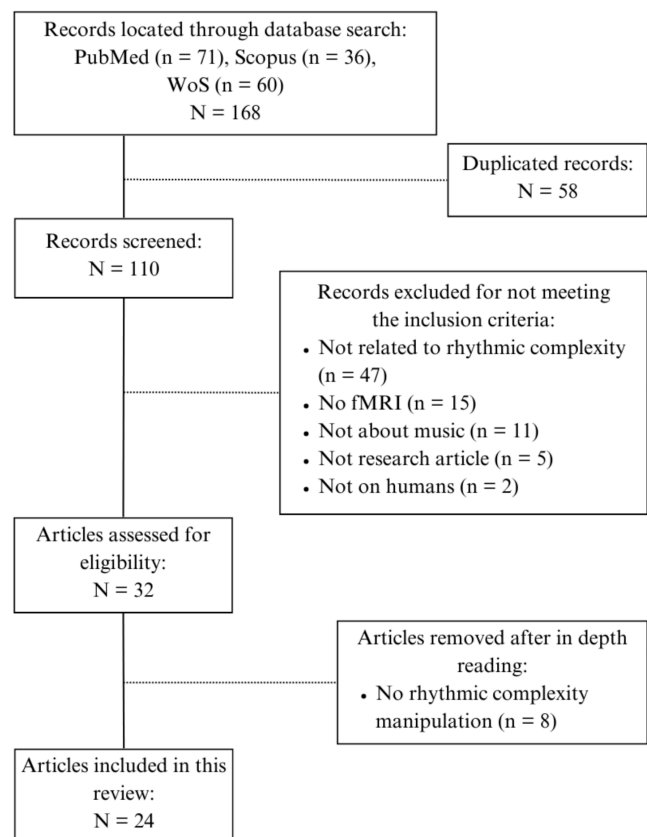 Records located through database search:
PubMed (n = 71), Scopus (n = 36),
WoS (n = 60)
N = 168
Duplicated records:
N = 58
Records screened:
N = 110
Records excluded for not meeting
the inclusion criteria:
• Not related to rhythmic complexity
(n = 47)
• No fMRI (n = 15)
• Not about music (n = 11)
• Not research article (n = 5)
• Not on humans (n = 2)
Articles assessed for
eligibility:
N = 32
Articles removed after in depth
reading:
• No rhythmic complexity
manipulation (n = 8)
Articles included in this
review:
N = 24